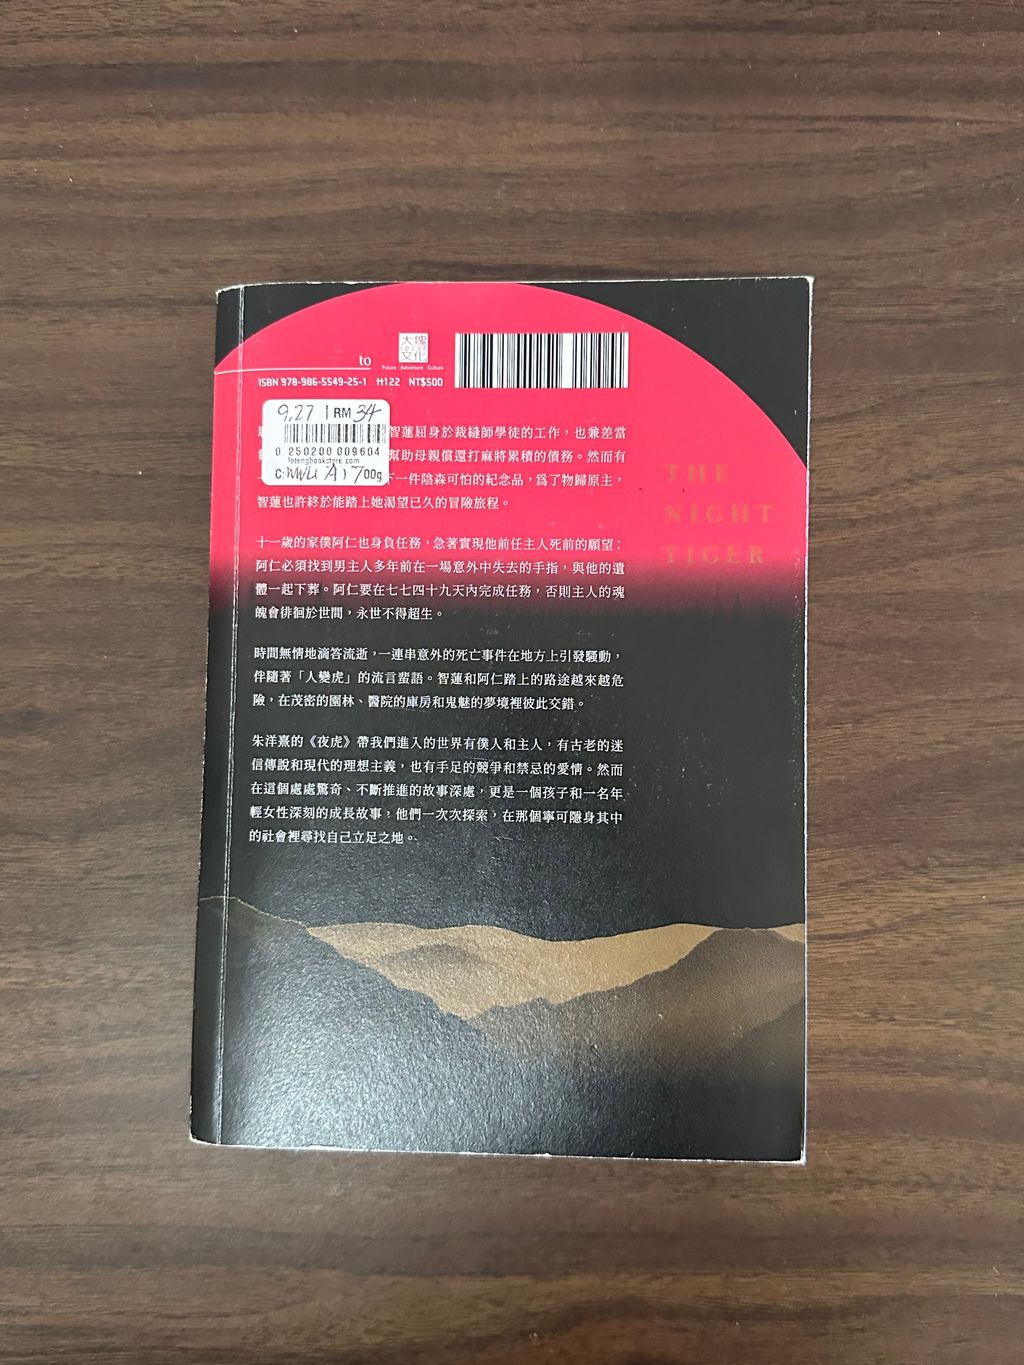 to
大塊
LOCUS
文化
Future Adventure Culture
ISBN 978-986-5549-25-1 H122 NT$500
9.27 RM 34
0 250200 009604
totengbookstore.com
C: 00g
智蓮屈身於裁縫師學徒的工作，也兼差當
幫助母親償還打麻將累積的債務。然而有
一件陰森可怕的紀念品，為了物歸原主，
智蓮也許終於能踏上她渴望已久的冒險旅程。
十一歲的家僕阿仁也身負任務，急著實現他前任主人死前的願望：
阿仁必須找到男主人多年前在一場意外中失去的手指，與他的遺
體一起下葬。阿仁要在七七四十九天內完成任務，否則主人的魂
魄會徘徊於世間，永世不得超生。
時間無情地滴答流逝，一連串意外的死亡事件在地方上引發騷動，
伴隨著「人變虎」的流言蜚語。智蓮和阿仁踏上的路途越來越危
險，在茂密的園林、醫院的庫房和鬼魅的夢境裡彼此交錯。
朱洋熹的《夜虎》帶我們進入的世界有僕人和主人，有古老的迷
信傳說和現代的理想主義，也有手足的競爭和禁忌的愛情。然而
在這個處處驚奇、不斷推進的故事深處，更是一個孩子和一名年
輕女性深刻的成長故事，他們一次次探索，在那個寧可隱身其中
的社會裡尋找自己立足之地。
THE
NIGHT
TIGER